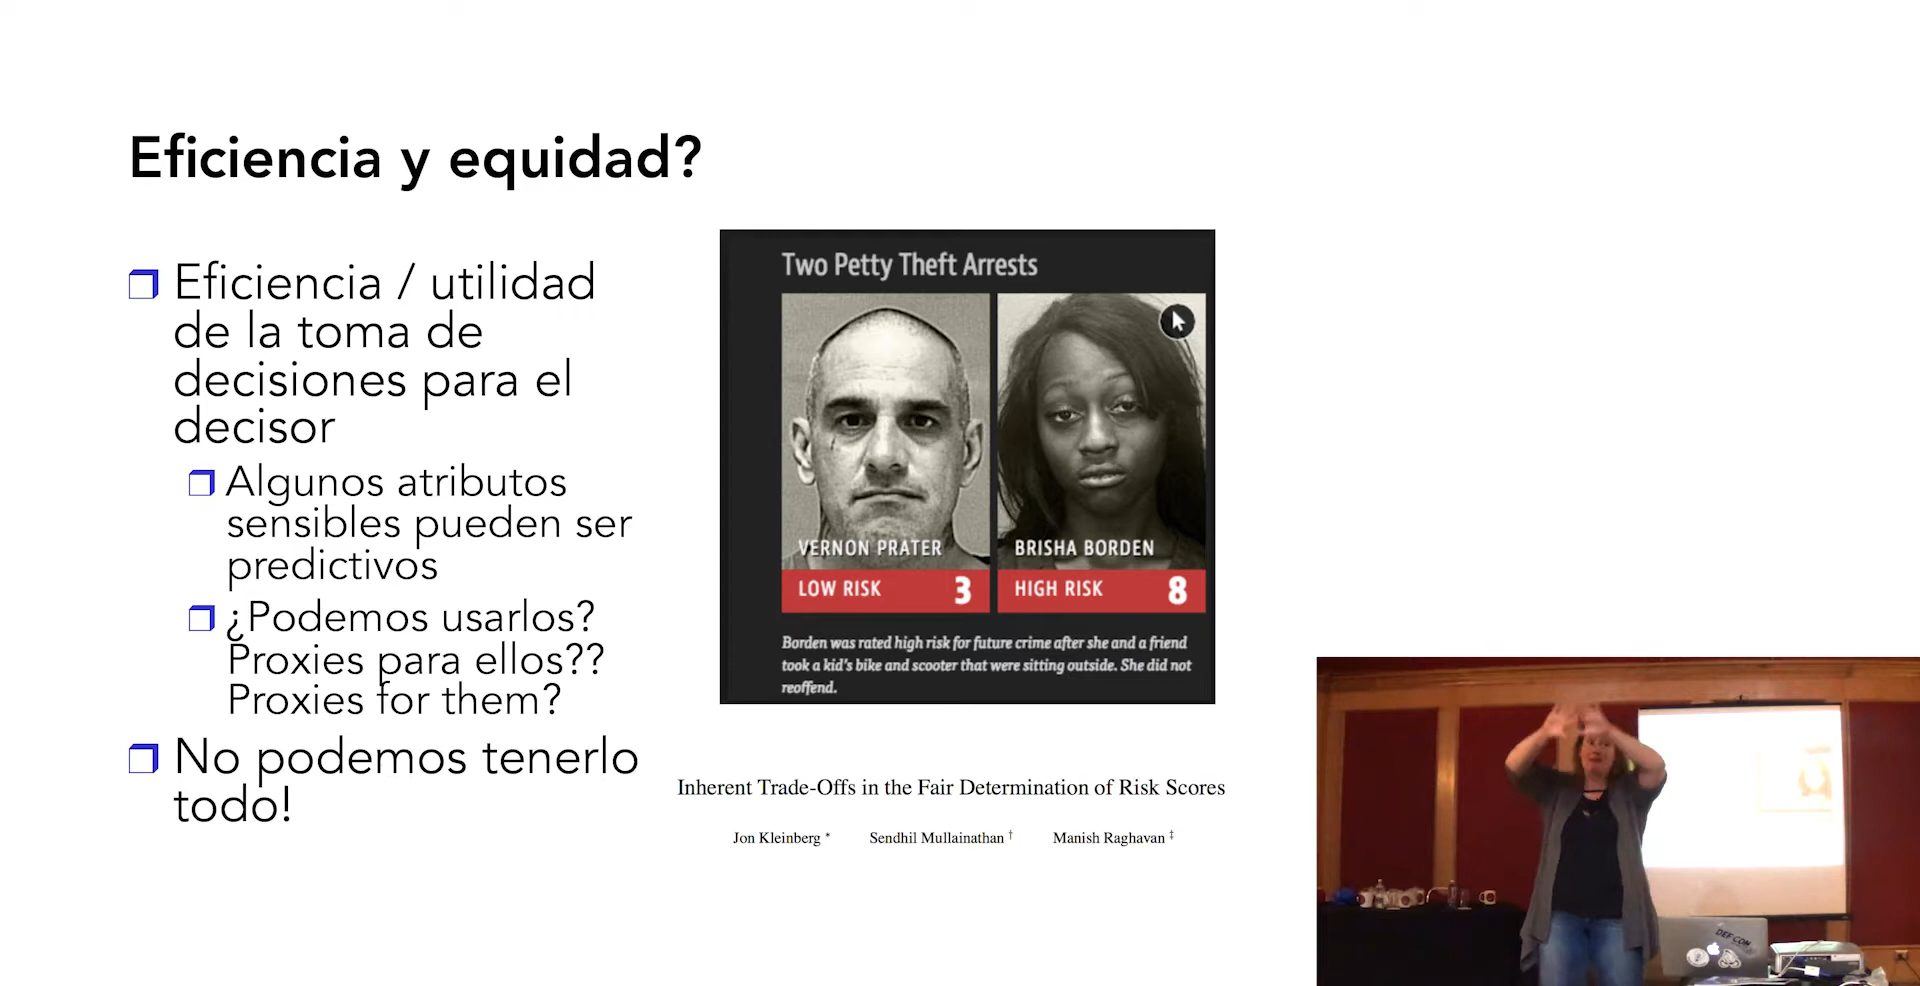 Eficiencia y equidad?
Eficiencia / utilidad
de la toma de
decisiones para el
decisor
Algunos atributos
sensibles pueden ser
predictivos
¿Podemos usarlos?
Proxies para ellos??
Proxies for them?
No podemos tenerlo
todo!
Two Petty Theft Arrests
VERNON PRATER
LOW RISK 3
BRISHA BORDEN
HIGH RISK 8
Borden was rated high risk for future crime after she and a friend
took a kid's bike and scooter that were sitting outside. She did not
reoffend.
Inherent Trade-Offs in the Fair Determination of Risk Scores
Jon Kleinberg * Sendhil Mullainathan † Manish Raghavan ‡
DEF CON